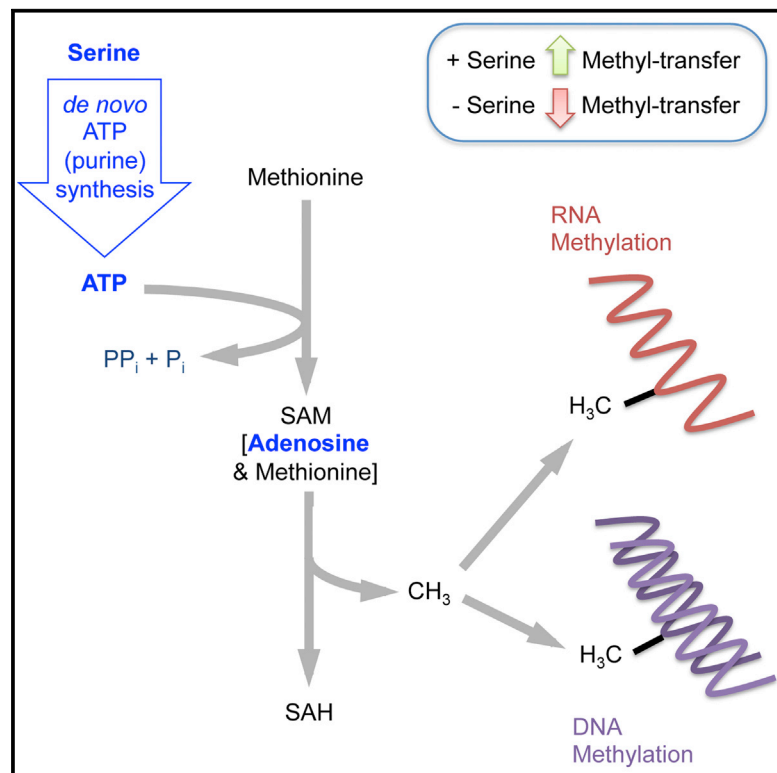 Serine
de novo
ATP
(purine)
synthesis
ATP
PPi + Pi
Methionine
SAM
[Adenosine
& Methionine]
SAH
CH3
+ Serine Methyl-transfer
- Serine Methyl-transfer
RNA
Methylation
H3C
H3C
DNA
Methylation